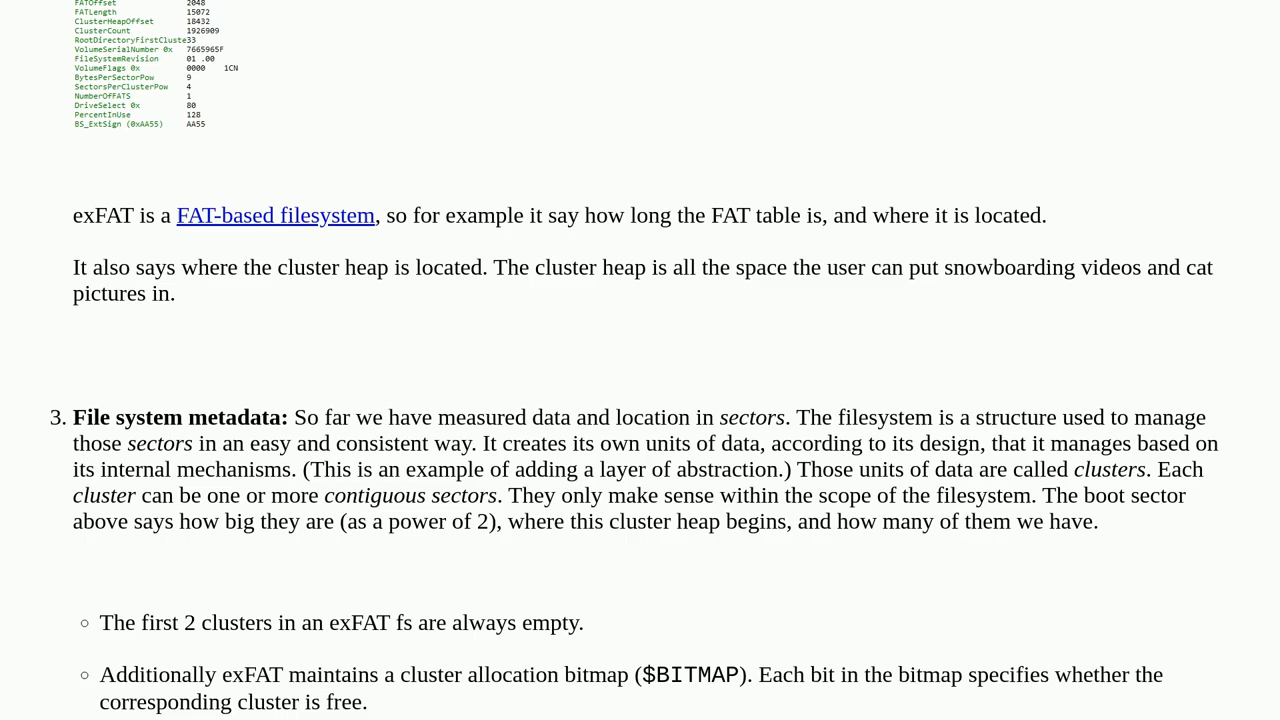 FATOffset 2048
FATLength 15072
ClusterHeapOffset 18432
ClusterCount 1926909
RootDirectoryFirstCluste33
VolumeSerialNumber 0x 7665965F
FileSystemRevision 01 .00
VolumeFlags 0x 0000 1CN
BytesPerSectorPow 9
SectorsPerClusterPow 4
NumberOfFATS 1
DriveSelect 0x 80
PercentInUse 128
BS_ExtSign (0xAA55) AA55
exFAT is a FAT-based filesystem, so for example it say how long the FAT table is, and where it is located.
It also says where the cluster heap is located. The cluster heap is all the space the user can put snowboarding videos and cat
pictures in.
3. File system metadata: So far we have measured data and location in sectors. The filesystem is a structure used to manage
those sectors in an easy and consistent way. It creates its own units of data, according to its design, that it manages based on
its internal mechanisms. (This is an example of adding a layer of abstraction.) Those units of data are called clusters. Each
cluster can be one or more contiguous sectors. They only make sense within the scope of the filesystem. The boot sector
above says how big they are (as a power of 2), where this cluster heap begins, and how many of them we have.
○ The first 2 clusters in an exFAT fs are always empty.
○ Additionally exFAT maintains a cluster allocation bitmap ($BITMAP). Each bit in the bitmap specifies whether the
corresponding cluster is free.